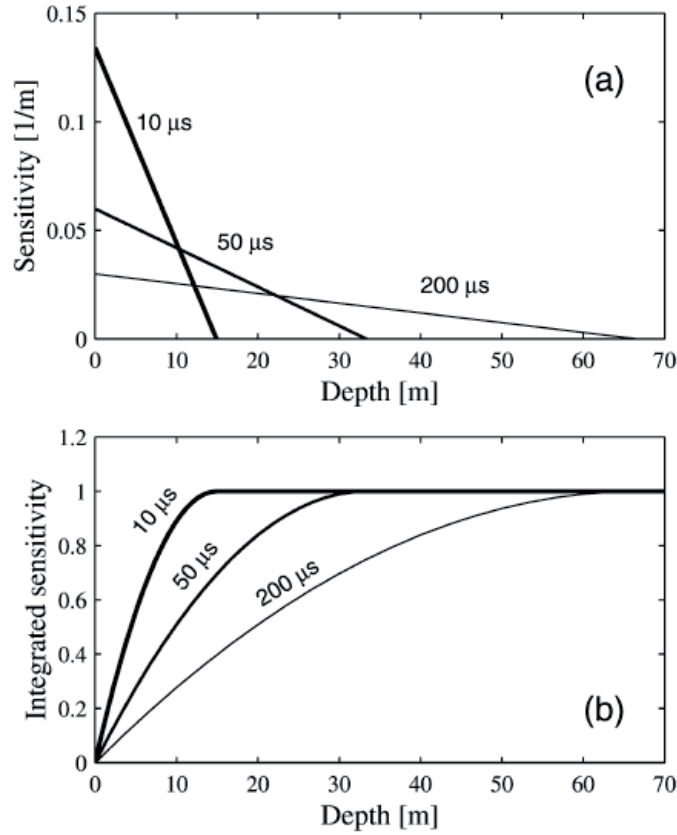 0.15
(a)
10 μs
0.1
Sensitivity [1/m]
50 μs
0.05
200 μs
0
0 10 20 30 40 50 60 70
Depth [m]
1.2
1
10 μs
0.8
50 μs
200 μs
0.6
Integrated sensitivity
0.4
(b)
0.2
0
0 10 20 30 40 50 60 70
Depth [m]